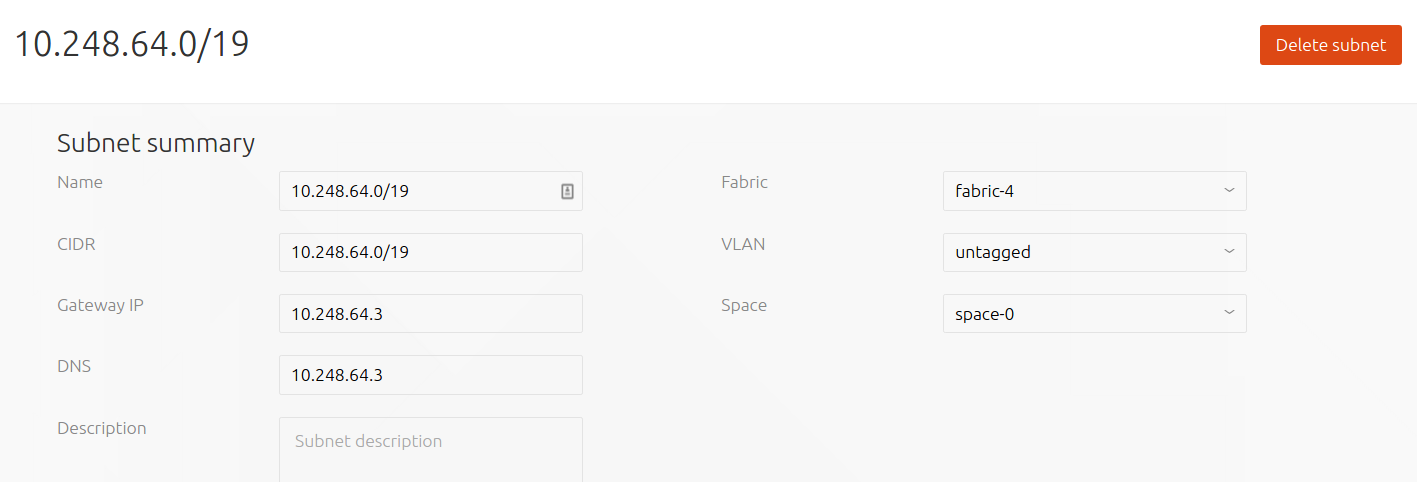 10.248.64.0/19
Delete subnet
Subnet summary
Name
10.248.64.0/19
Fabric
fabric-4
CIDR
10.248.64.0/19
VLAN
untagged
Gateway IP
10.248.64.3
Space
space-0
DNS
10.248.64.3
Description
Subnet description